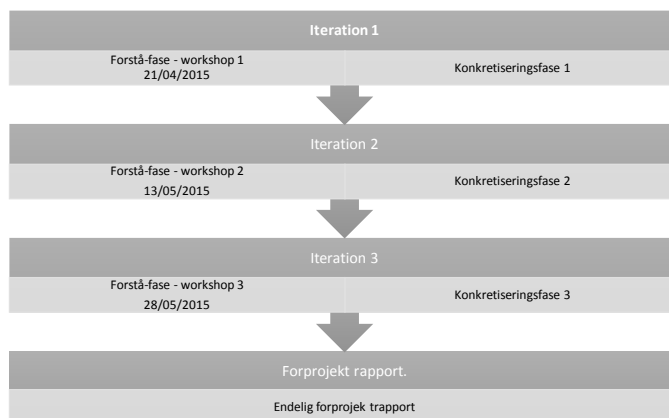 Iteration 1
Forstå-fase - workshop 1
21/04/2015
Konkretiseringsfase 1
Iteration 2
Forstå-fase - workshop 2
13/05/2015
Konkretiseringsfase 2
Iteration 3
Forstå-fase - workshop 3
28/05/2015
Konkretiseringsfase 3
Forprojekt rapport.
Endelig forprojek trapport